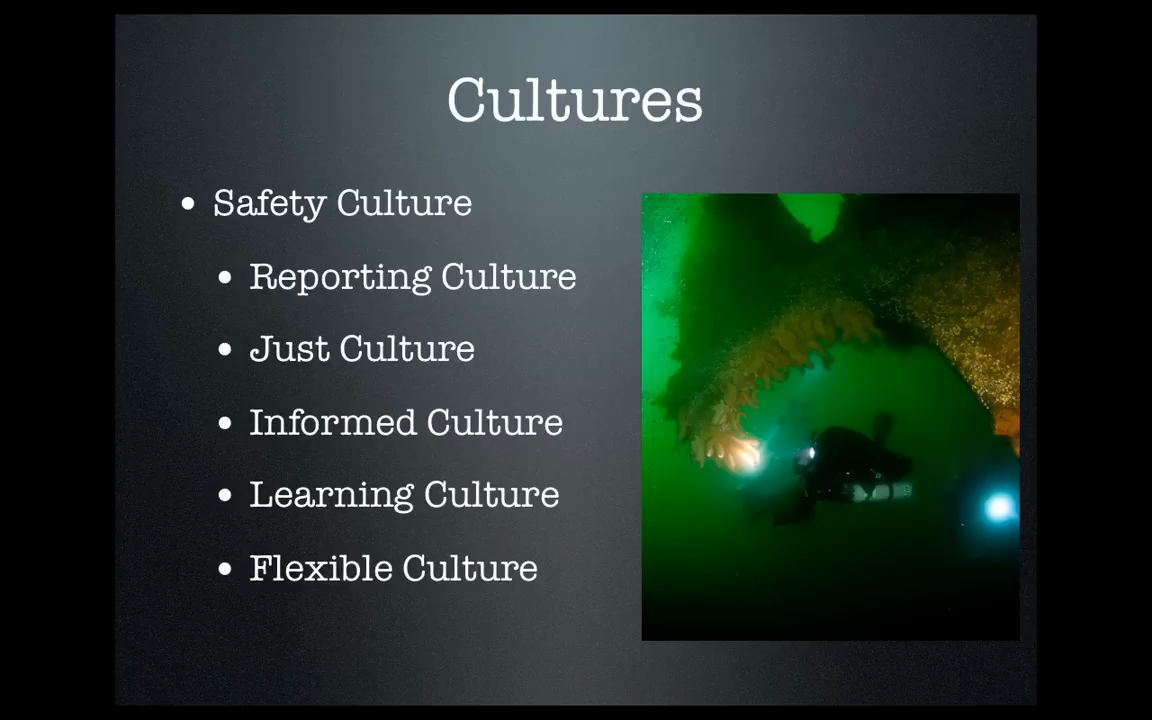 Cultures
• Safety Culture
• Reporting Culture
• Just Culture
• Informed Culture
• Learning Culture
• Flexible Culture